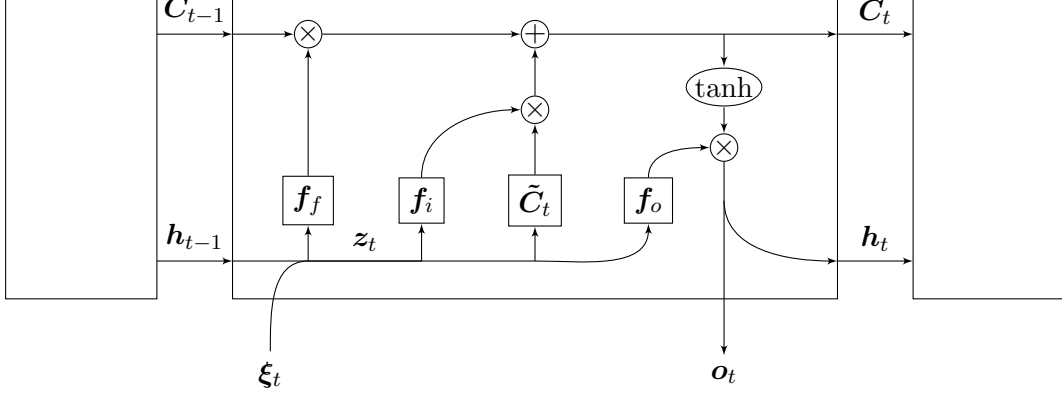 C_{t−1}
C_t
×
+
tanh
×
×
f_f
f_i
C̃_t
f_o
h_{t−1}
z_t
h_t
ξ_t
o_t